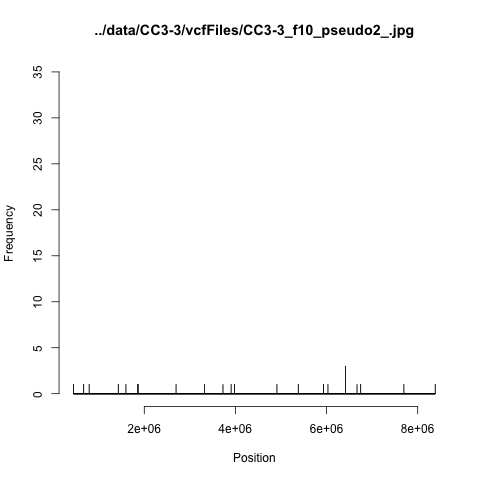 ../data/CC3-3/vcfFiles/CC3-3_f10_pseudo2_.jpg
Frequency
35
30
25
20
15
10
5
0
2e+06 4e+06 6e+06 8e+06
Position